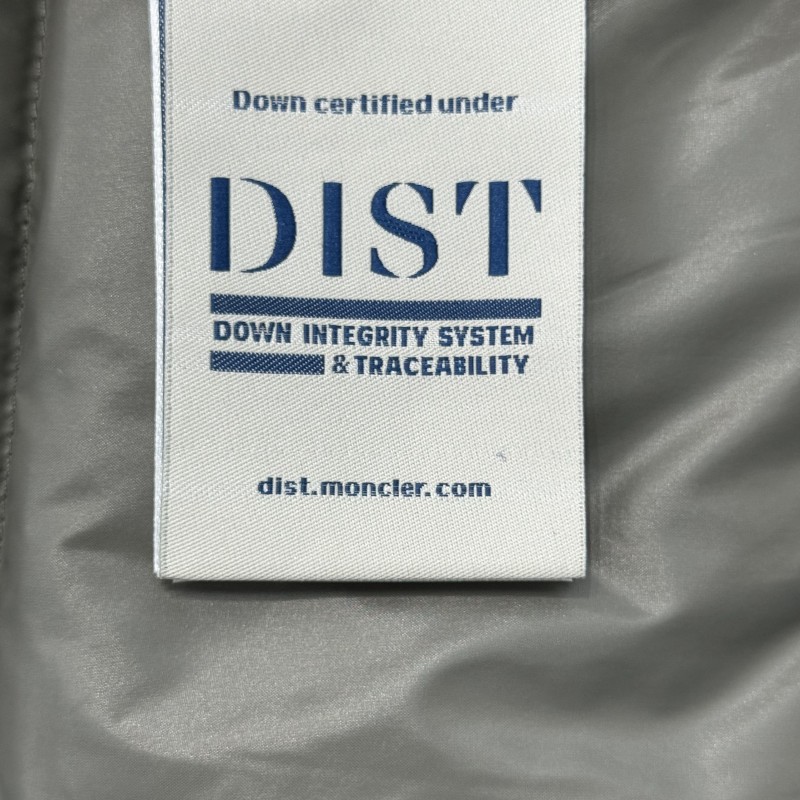 Down certified under
DIST
DOWN INTEGRITY SYSTEM
& TRACEABILITY
dist.moncler.com